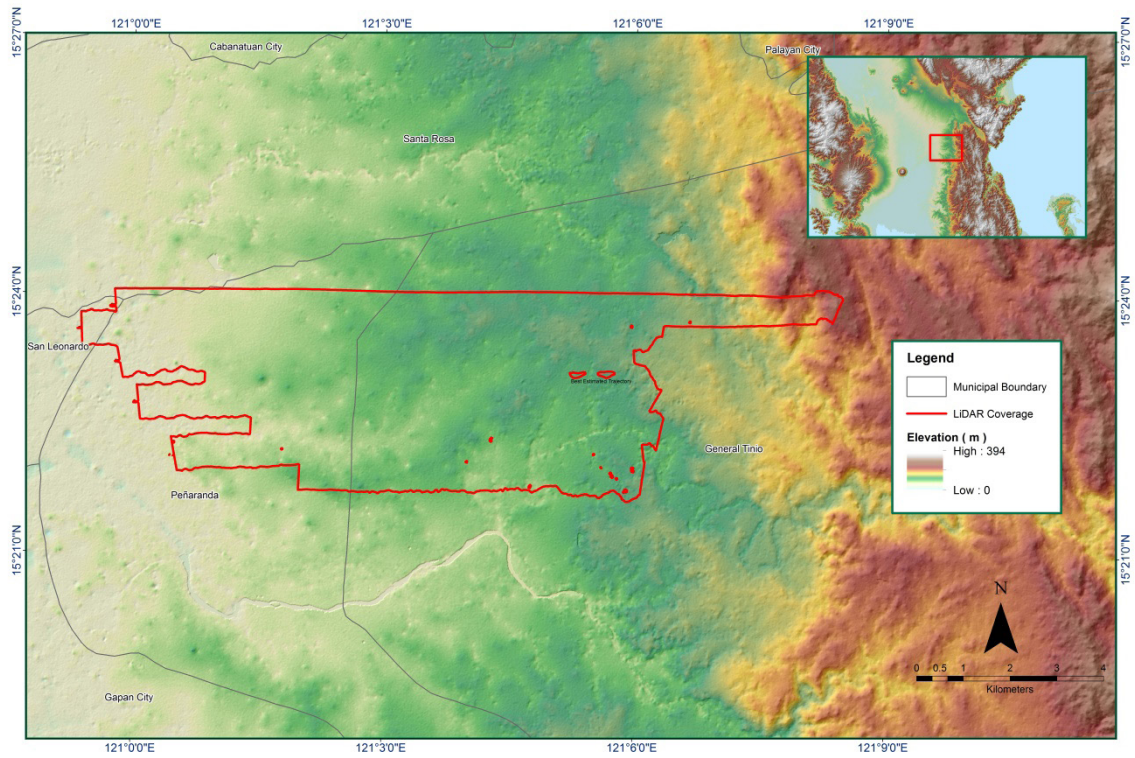 121°0'0"E
121°3'0"E
121°6'0"E
121°9'0"E
15°27'0"N
15°27'0"N
Cabanatuan City
Palayan City
Santa Rosa
15°24'0"N
15°24'0"N
San Leonardo
Best Estimated Trajectory
General Tinio
Peñaranda
Legend
Municipal Boundary
LiDAR Coverage
Elevation ( m )
High : 394
Low : 0
15°21'0"N
15°21'0"N
N
0 0.5 1 2 3 4
Kilometers
Gapan City
121°0'0"E
121°3'0"E
121°6'0"E
121°9'0"E